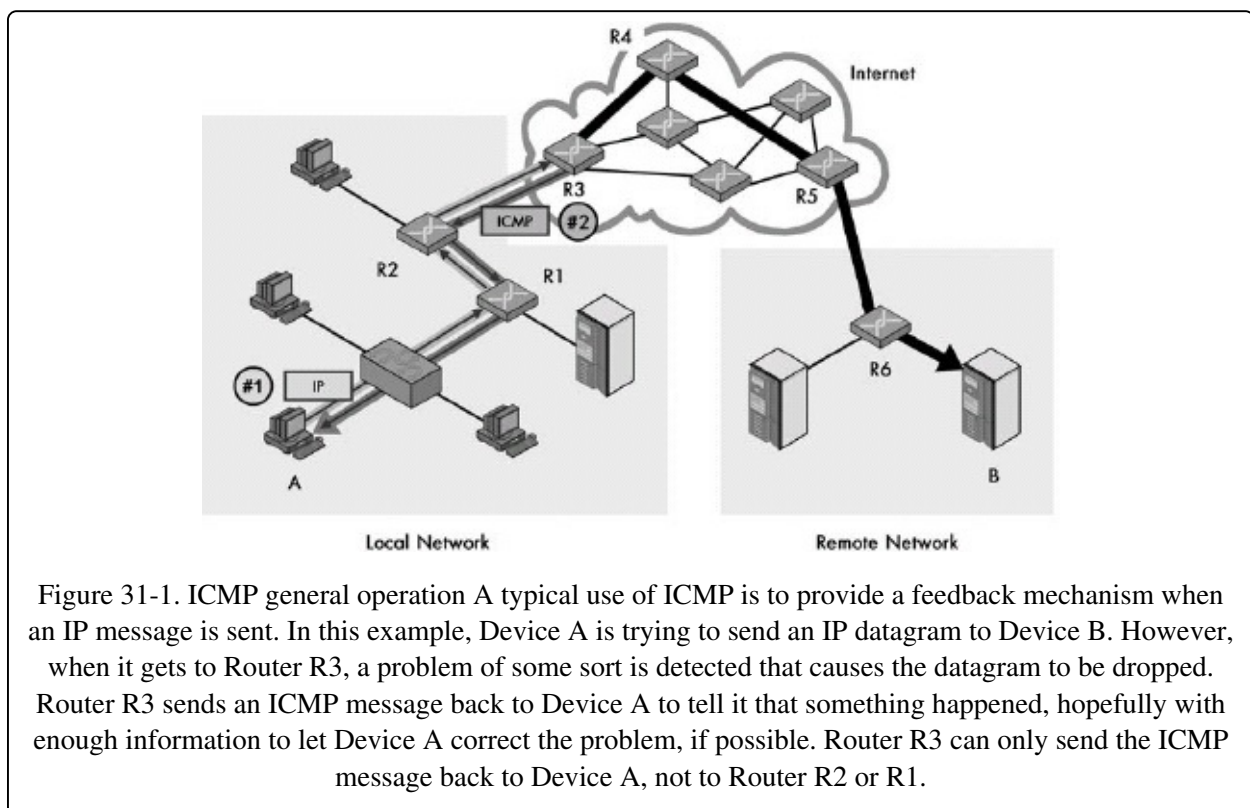 R4
Internet
R3
R5
ICMP
#2
R2
R1
R6
#1
IP
A
B
Local Network
Remote Network
Figure 31-1. ICMP general operation A typical use of ICMP is to provide a feedback mechanism when
an IP message is sent. In this example, Device A is trying to send an IP datagram to Device B. However,
when it gets to Router R3, a problem of some sort is detected that causes the datagram to be dropped.
Router R3 sends an ICMP message back to Device A to tell it that something happened, hopefully with
enough information to let Device A correct the problem, if possible. Router R3 can only send the ICMP
message back to Device A, not to Router R2 or R1.